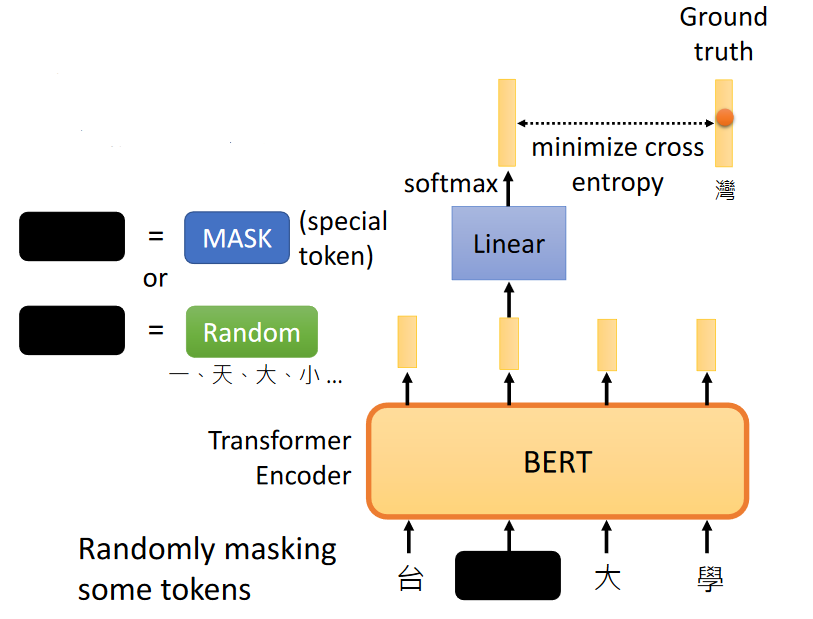 Ground
truth
minimize cross
entropy
softmax
灣
=
MASK
(special
token)
Linear
or
=
Random
一、天、大、小 ...
Transformer
Encoder
BERT
Randomly masking
some tokens
台
大
學